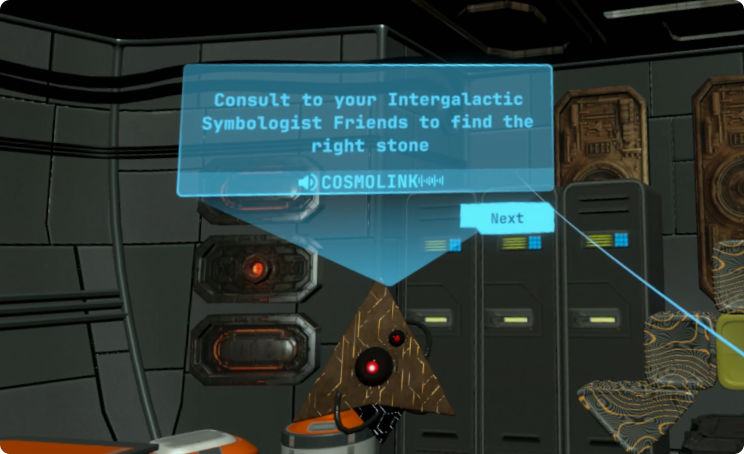 Consult to your Intergalactic
Symbologist Friends to find the
right stone
COSMOLINK
Next